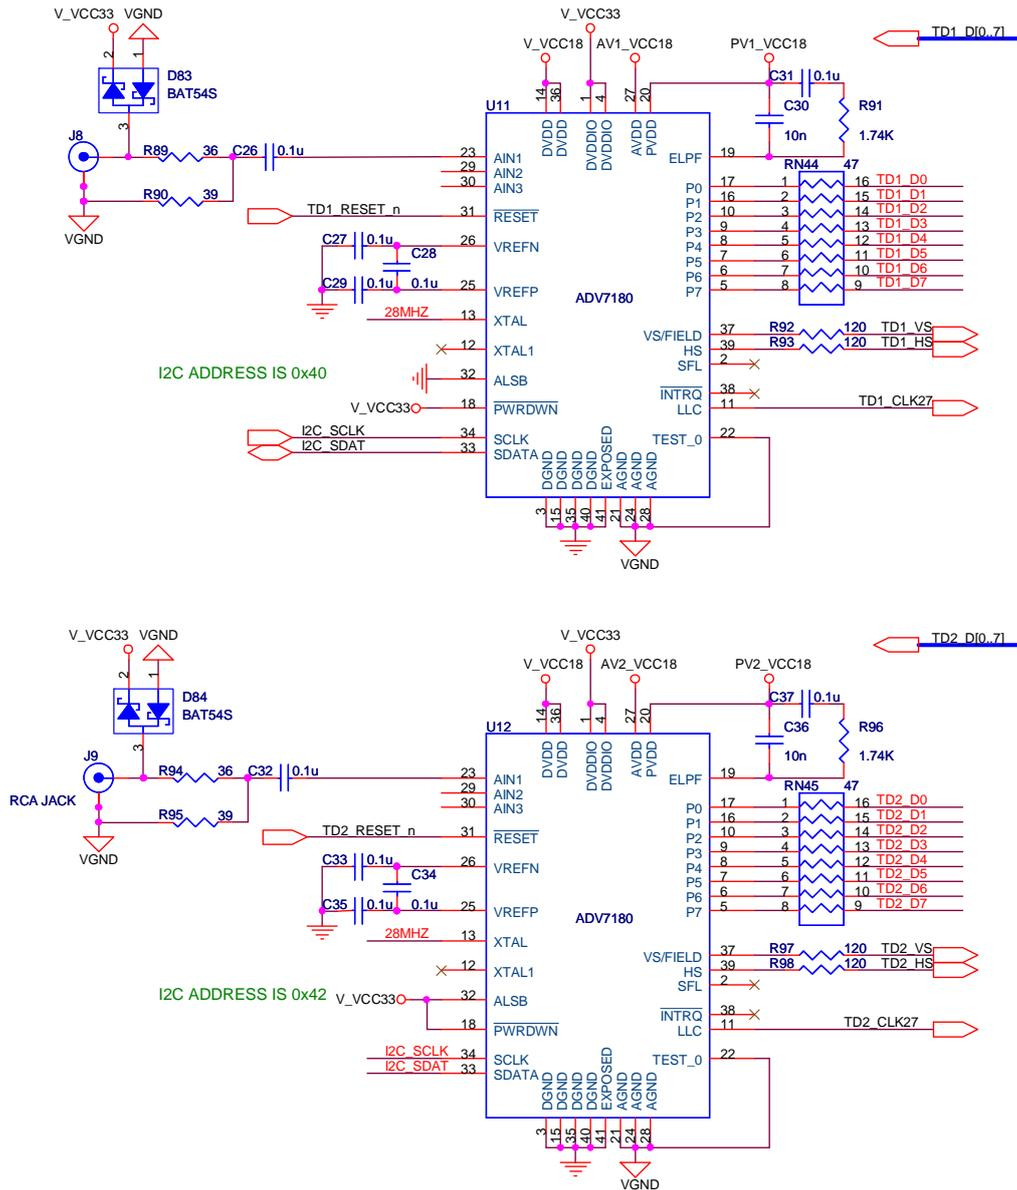 V_VCC33 VGND
V_VCC33
V_VCC18 AV1_VCC18 PV1_VCC18
TD1_D[0..7]
2 1
D83
BAT54S
3
J8
R89 36 C26 0.1u
R90 39
VGND
14 36 1 4 27 20
C31 0.1u
C30
10n
R91
1.74K
U11
DVDD DVDD DVDDIO DVDDIO AVDD PVDD
23 AIN1
29 AIN2
30 AIN3
ELPF 19
RN44 47
TD1_RESET_n 31 RESET
P0 17 1 16 TD1_D0
P1 16 2 15 TD1_D1
P2 10 3 14 TD1_D2
P3 9 4 13 TD1_D3
P4 8 5 12 TD1_D4
P5 7 6 11 TD1_D5
P6 6 7 10 TD1_D6
P7 5 8 9 TD1_D7
C27 0.1u 26 VREFN
C28
C29 0.1u 0.1u 25 VREFP
ADV7180
28MHZ 13 XTAL
VS/FIELD 37 R92 120 TD1_VS
HS 39 R93 120 TD1_HS
12 XTAL1
SFL 2
I2C ADDRESS IS 0x40
32 ALSB
INTRQ 38
V_VCC33 18 PWRDWN
LLC 11 TD1_CLK27
I2C_SCLK 34 SCLK
I2C_SDAT 33 SDATA
TEST_0 22
DGND DGND DGND DGND EXPOSED AGND AGND AGND
3 15 35 40 41 21 24 28
VGND
V_VCC33 VGND
V_VCC33
V_VCC18 AV2_VCC18 PV2_VCC18
TD2_D[0..7]
2 1
D84
BAT54S
3
J9
RCA JACK
R94 36 C32 0.1u
R95 39
VGND
14 36 1 4 27 20
C37 0.1u
C36
10n
R96
1.74K
U12
DVDD DVDD DVDDIO DVDDIO AVDD PVDD
23 AIN1
29 AIN2
30 AIN3
ELPF 19
RN45 47
TD2_RESET_n 31 RESET
P0 17 1 16 TD2_D0
P1 16 2 15 TD2_D1
P2 10 3 14 TD2_D2
P3 9 4 13 TD2_D3
P4 8 5 12 TD2_D4
P5 7 6 11 TD2_D5
P6 6 7 10 TD2_D6
P7 5 8 9 TD2_D7
C33 0.1u 26 VREFN
C34
C35 0.1u 0.1u 25 VREFP
ADV7180
28MHZ 13 XTAL
VS/FIELD 37 R97 120 TD2_VS
HS 39 R98 120 TD2_HS
12 XTAL1
SFL 2
I2C ADDRESS IS 0x42
V_VCC33 32 ALSB
INTRQ 38
18 PWRDWN
LLC 11 TD2_CLK27
I2C_SCLK 34 SCLK
I2C_SDAT 33 SDATA
TEST_0 22
DGND DGND DGND DGND EXPOSED AGND AGND AGND
3 15 35 40 41 21 24 28
VGND